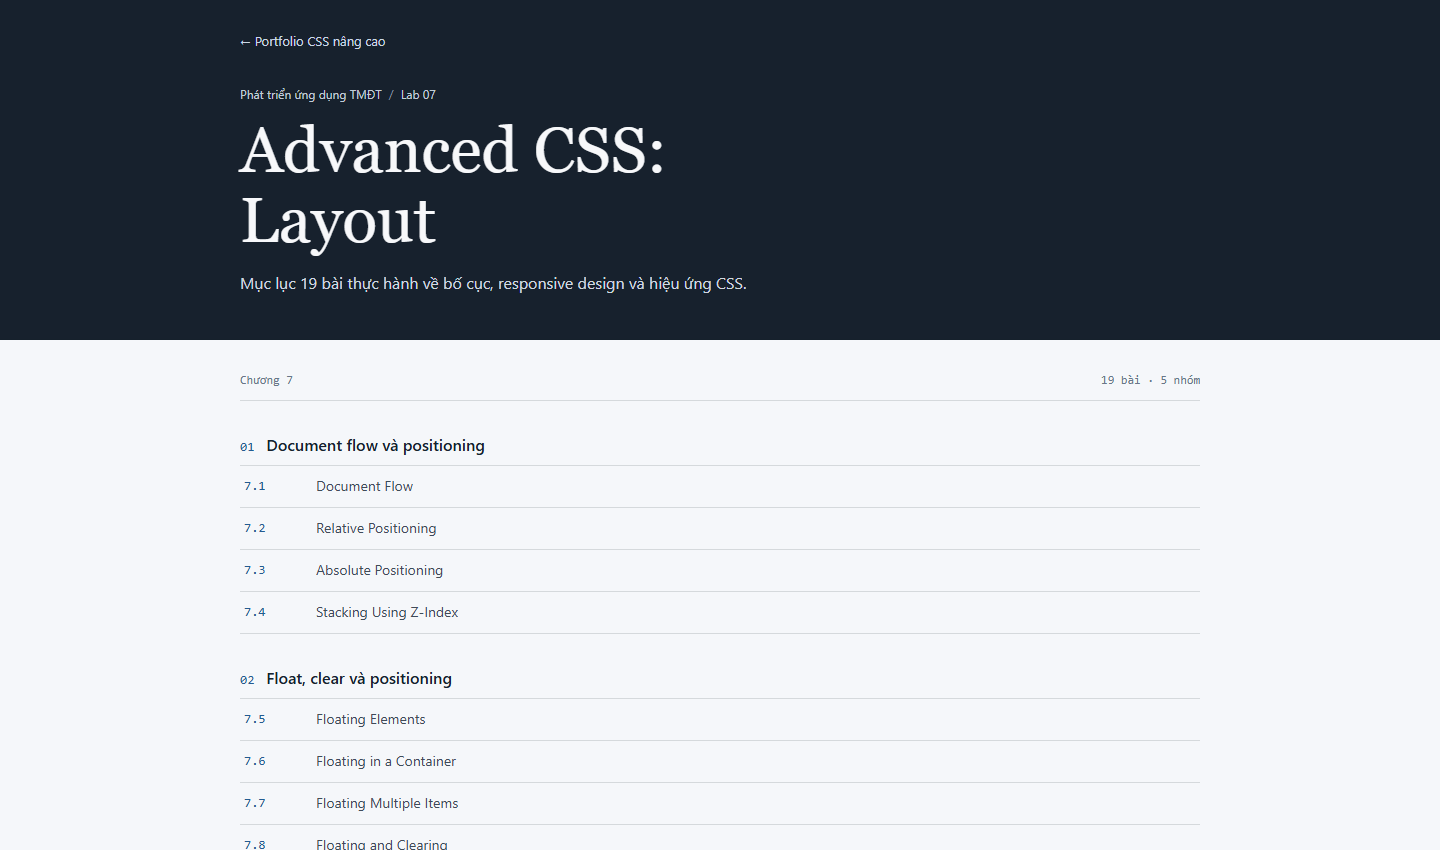 ← Portfolio CSS nâng cao
Phát triển ứng dụng TMĐT / Lab 07
Advanced CSS:
Layout
Mục lục 19 bài thực hành về bố cục, responsive design và hiệu ứng CSS.
Chương 7
19 bài · 5 nhóm
01 Document flow và positioning
7.1 Document Flow
7.2 Relative Positioning
7.3 Absolute Positioning
7.4 Stacking Using Z-Index
02 Float, clear và positioning
7.5 Floating Elements
7.6 Floating in a Container
7.7 Floating Multiple Items
7.8 Floating and Clearing